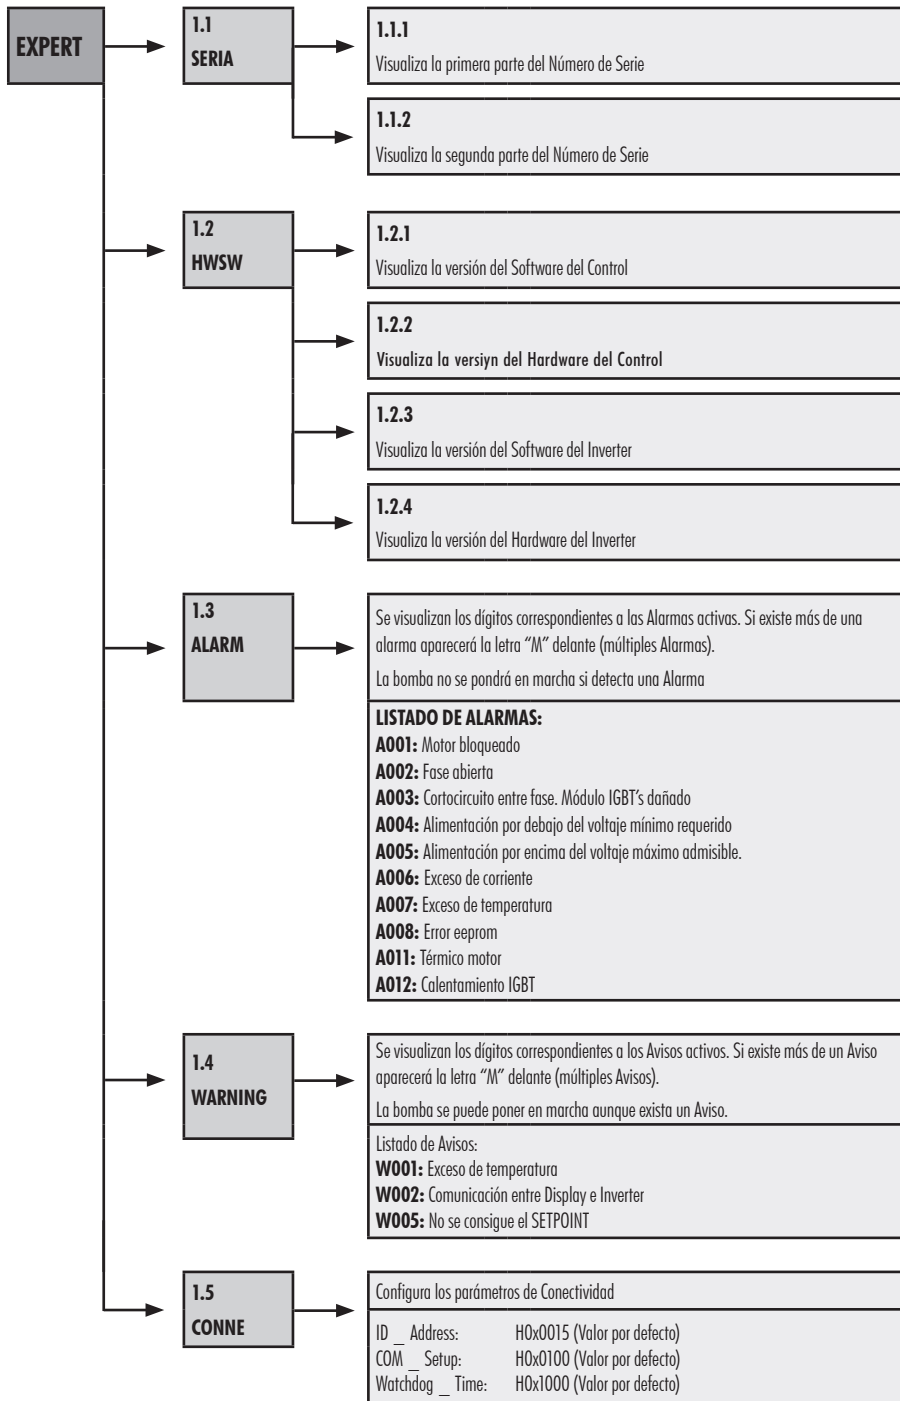 EXPERT
1.1
SERIA
1.1.1
Visualiza la primera parte del Número de Serie
1.1.2
Visualiza la segunda parte del Número de Serie
1.2
HWSW
1.2.1
Visualiza la versión del Software del Control
1.2.2
Visualiza la versiyn del Hardware del Control
1.2.3
Visualiza la versión del Software del Inverter
1.2.4
Visualiza la versión del Hardware del Inverter
1.3
ALARM
Se visualizan los dígitos correspondientes a las Alarmas activas. Si existe más de una
alarma aparecerá la letra “M” delante (múltiples Alarmas).
La bomba no se pondrá en marcha si detecta una Alarma
LISTADO DE ALARMAS:
A001: Motor bloqueado
A002: Fase abierta
A003: Cortocircuito entre fase. Módulo IGBT’s dañado
A004: Alimentación por debajo del voltaje mínimo requerido
A005: Alimentación por encima del voltaje máximo admisible.
A006: Exceso de corriente
A007: Exceso de temperatura
A008: Error eeprom
A011: Térmico motor
A012: Calentamiento IGBT
1.4
WARNING
Se visualizan los dígitos correspondientes a los Avisos activos. Si existe más de un Aviso
aparecerá la letra “M” delante (múltiples Avisos).
La bomba se puede poner en marcha aunque exista un Aviso.
Listado de Avisos:
W001: Exceso de temperatura
W002: Comunicación entre Display e Inverter
W005: No se consigue el SETPOINT
1.5
CONNE
Configura los parámetros de Conectividad
ID _ Address: H0x0015 (Valor por defecto)
COM _ Setup: H0x0100 (Valor por defecto)
Watchdog _ Time: H0x1000 (Valor por defecto)